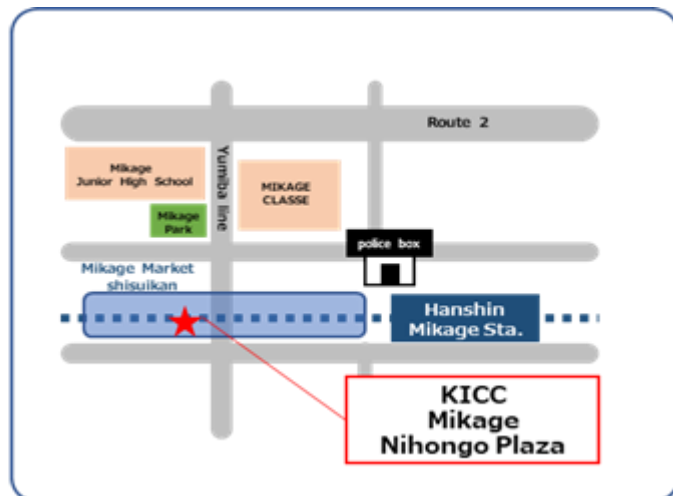 Route 2
Mikage
Junior High School
Yumiba line
MIKAGE
CLASSE
Mikage
Park
police box
Mikage Market
shisuikan
Hanshin
Mikage Sta.
KICC
Mikage
Nihongo Plaza